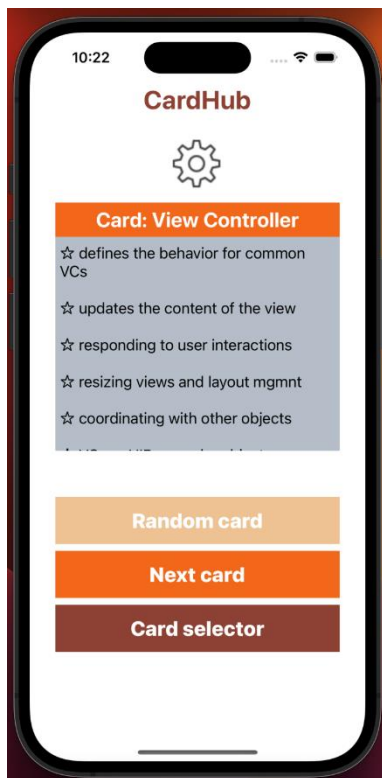 10:22
CardHub
Card: View Controller
☆ defines the behavior for common
VCs
☆ updates the content of the view
☆ responding to user interactions
☆ resizing views and layout mgmnt
☆ coordinating with other objects
Random card
Next card
Card selector